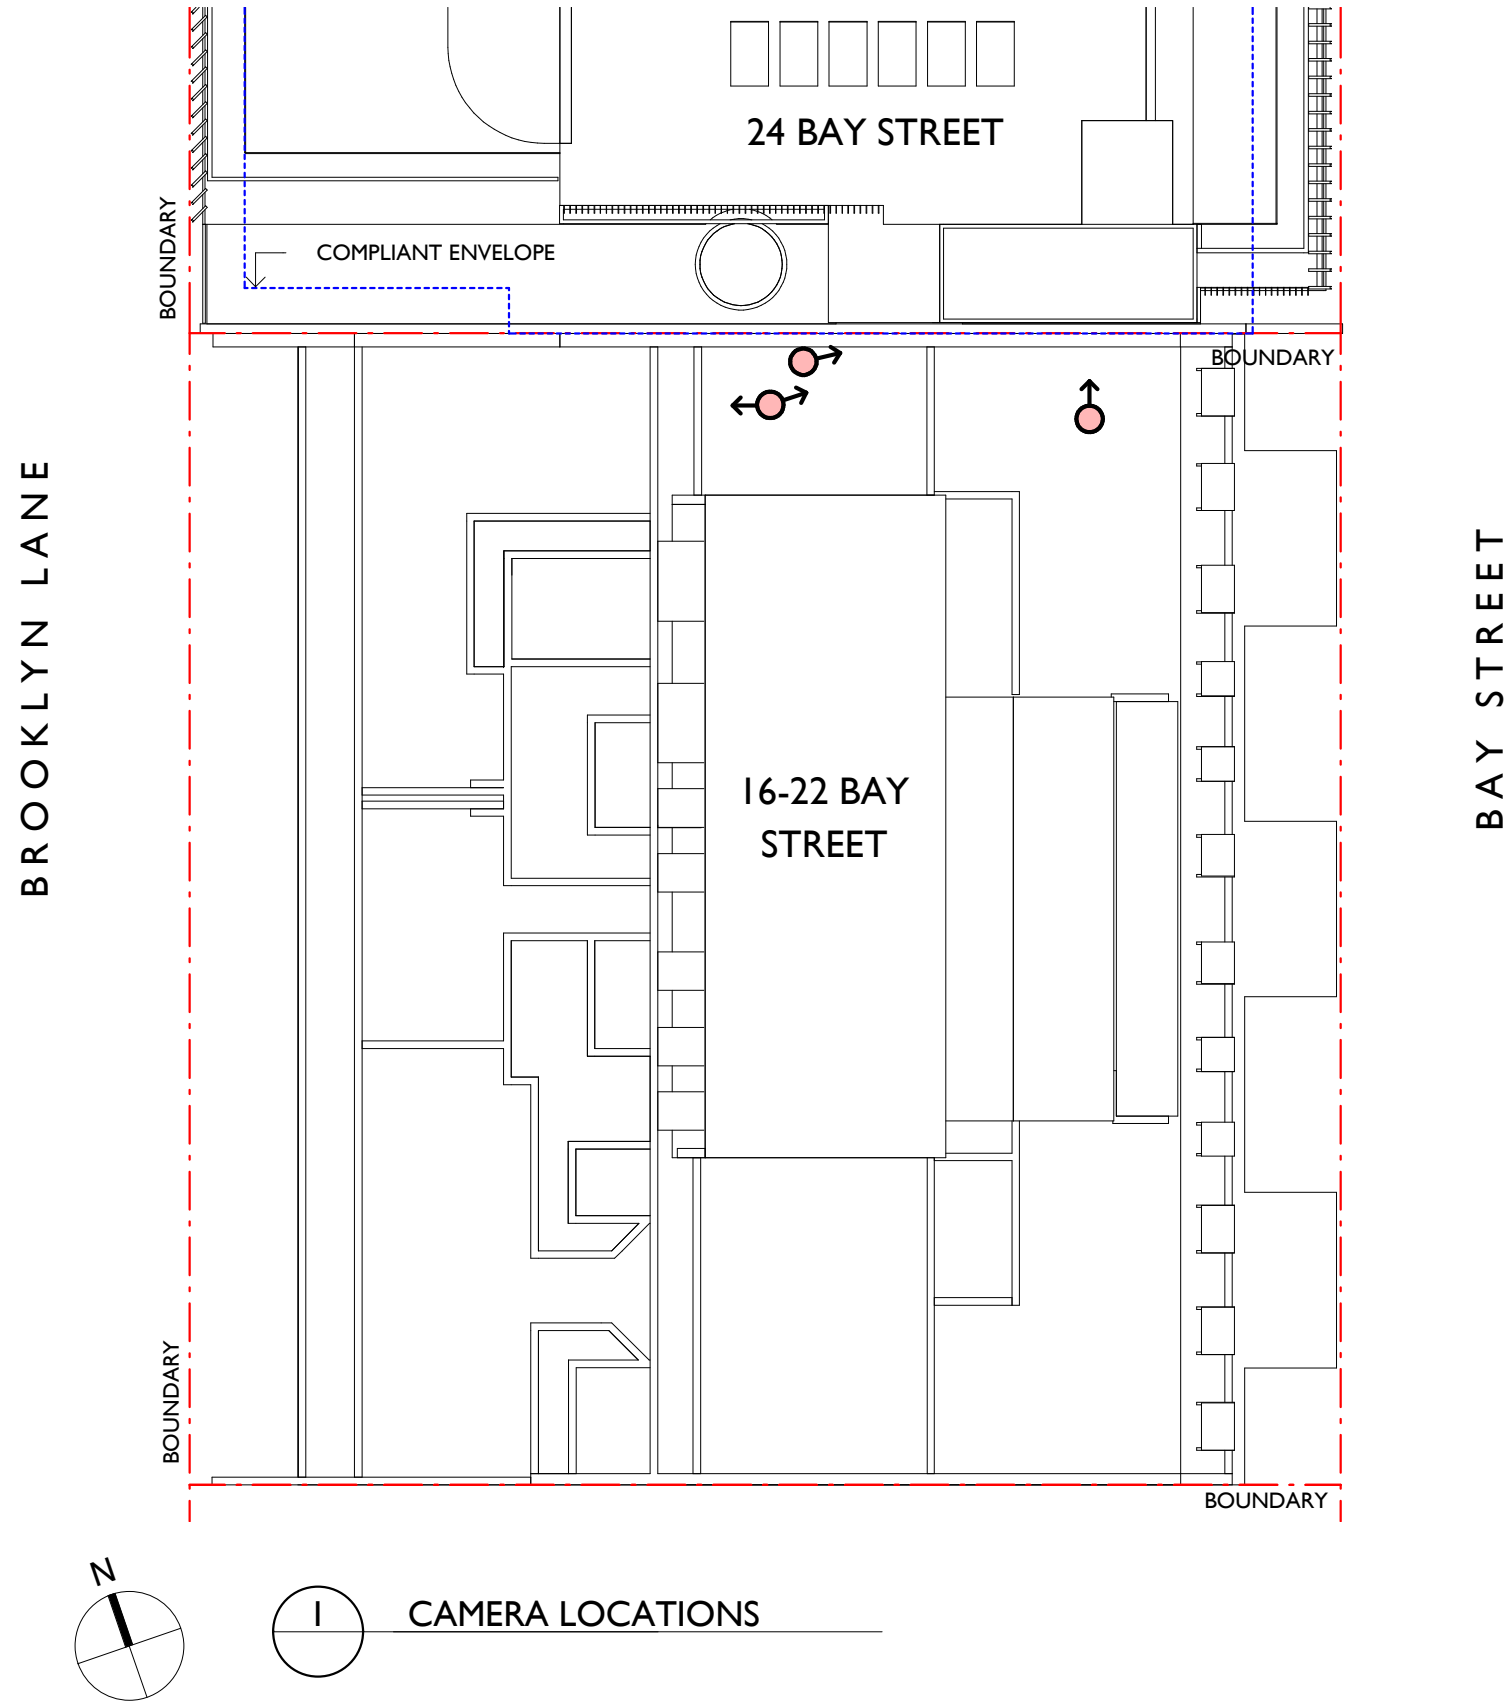 24 BAY STREET
BOUNDARY
COMPLIANT ENVELOPE
BOUNDARY
BROOKLYN LANE
BAY STREET
16-22 BAY
STREET
BOUNDARY
BOUNDARY
N
1
CAMERA LOCATIONS